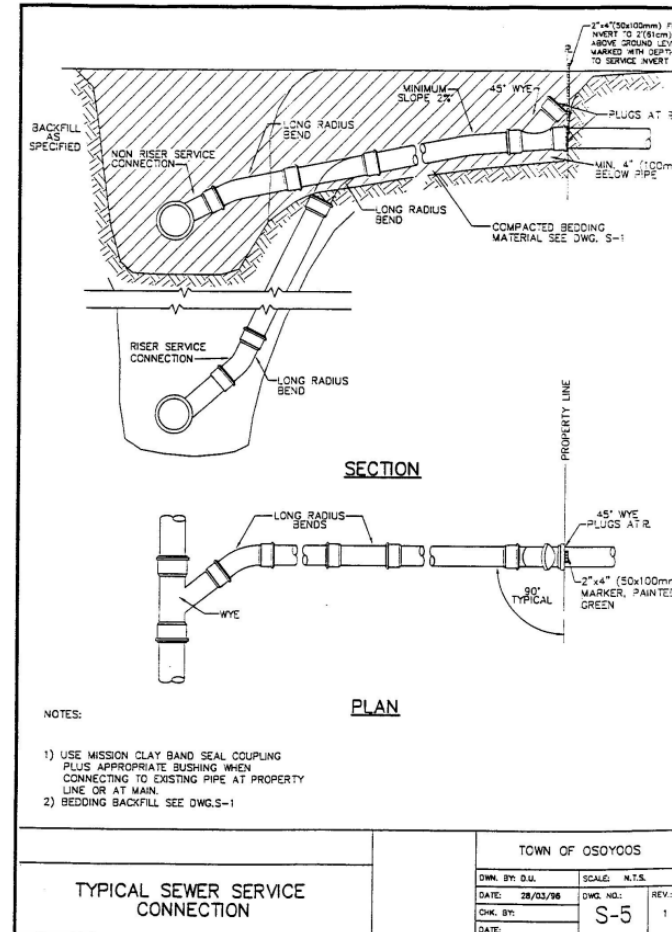 2"x4"(50x100mm)
INVERT TO 2'(61cm)
ABOVE GROUND
MARKED WITH DEPTH
TO SERVICE INVERT
MINIMUM
SLOPE 2%
45° WYE
PLUGS AT
BACKFILL
AS
SPECIFIED
LONG RADIUS
BEND
NON RISER SERVICE
CONNECTION
MIN. 4"
BELOW PIPE
LONG RADIUS
BEND
COMPACTED BEDDING
MATERIAL SEE DWG. S-1
RISER SERVICE
CONNECTION
LONG RADIUS
BEND
PROPERTY LINE
SECTION
LONG RADIUS
BENDS
45° WYE
PLUGS AT
WYE
90°
TYPICAL
2"x4" (50x100mm)
MARKER, PAINTED
GREEN
PLAN
NOTES:
1) USE MISSION CLAY BAND SEAL COUPLING
PLUS APPROPRIATE BUSHING WHEN
CONNECTING TO EXISTING PIPE AT PROPERTY
LINE OR AT MAIN.
2) BEDDING BACKFILL SEE DWG.S-1
TYPICAL SEWER SERVICE
CONNECTION
TOWN OF OSOYOOS
DWN. BY: D.U. SCALE: N.T.S.
DATE: 28/03/96 DWG. NO.: REV.:
CHK. BY: S-5 1
DATE: